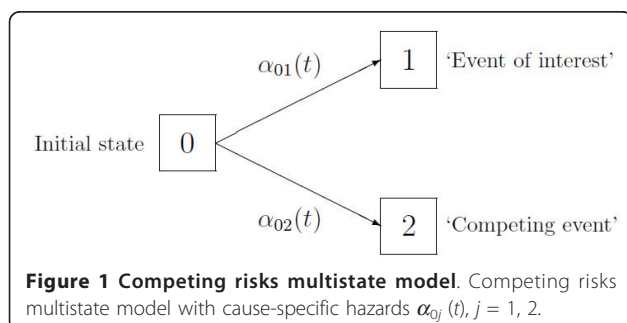 α01(t)
1 ‘Event of interest’
Initial state 0
α02(t)
2 ‘Competing event’
Figure 1 Competing risks multistate model. Competing risks
multistate model with cause-specific hazards α0j (t), j = 1, 2.